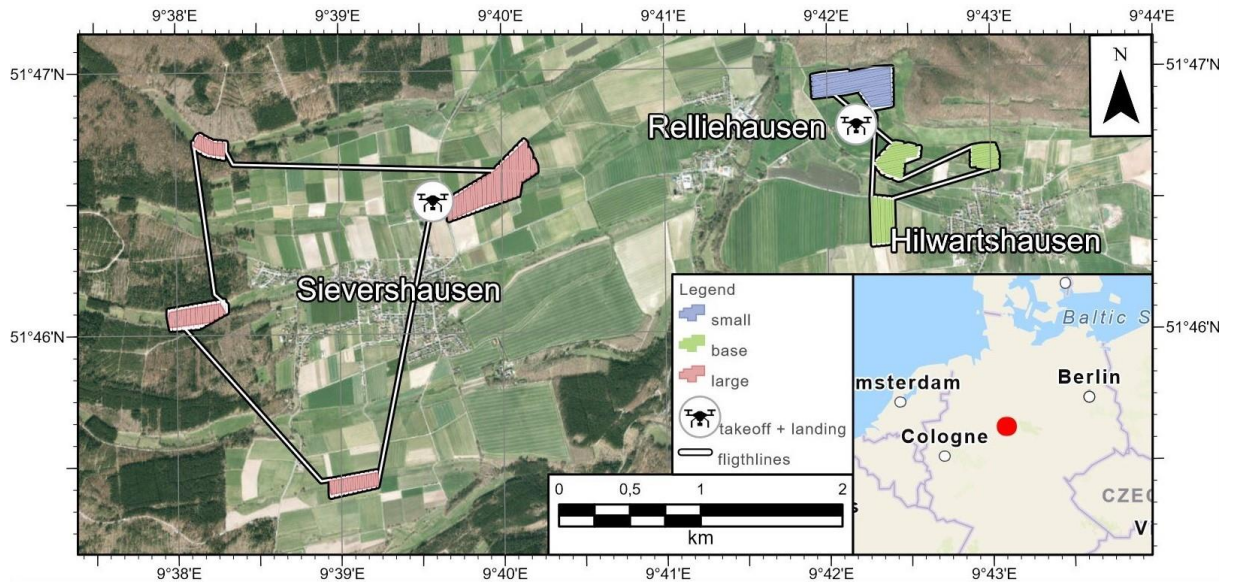 9°38'E 9°39'E 9°40'E 9°41'E 9°42'E 9°43'E 9°44'E
N
51°47'N 51°47'N
Relliehausen
Hilwartshausen
Sievershausen
51°46'N 51°46'N
Legend
small
base
large
takeoff + landing
fligthlines
0 0,5 1 2
km
Baltic S
msterdam
Berlin
Cologne
CZEC
V
s
9°38'E 9°39'E 9°40'E 9°41'E 9°42'E 9°43'E 9°44'E